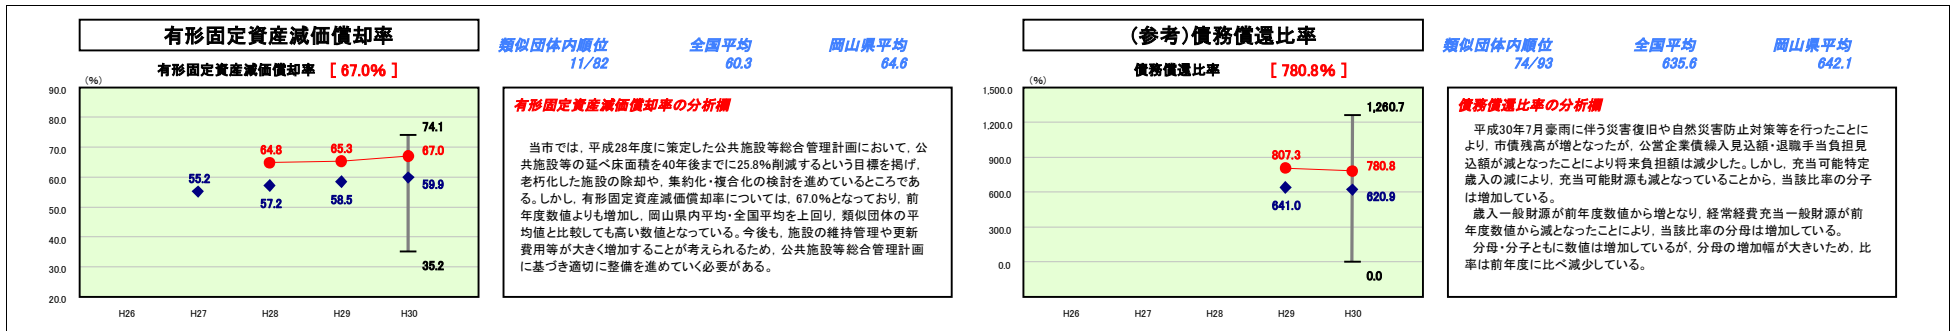 有形固定資産減価償却率
類似団体内順位 全国平均 岡山県平均
11/82 60.3 64.6
有形固定資産減価償却率 [ 67.0% ]
(%)
90.0
80.0
70.0
60.0
50.0
40.0
30.0
20.0
74.1
64.8 65.3 67.0
55.2
57.2 58.5 59.9
35.2
H26 H27 H28 H29 H30
有形固定資産減価償却率の分析欄
当市では，平成28年度に策定した公共施設等総合管理計画において，公
共施設等の延べ床面積を40年後までに25.8％削減するという目標を掲げ，
老朽化した施設の除却や，集約化・複合化の検討を進めているところであ
る。しかし，有形固定資産減価償却率については，67.0％となっており，前
年度数値よりも増加し，岡山県内平均・全国平均を上回り，類似団体の平
均値と比較しても高い数値となっている。今後も，施設の維持管理や更新
費用等が大きく増加することが考えられるため，公共施設等総合管理計画
に基づき適切に整備を進めていく必要がある。
(参考)債務償還比率
類似団体内順位 全国平均 岡山県平均
74/93 635.6 642.1
債務償還比率 [ 780.8% ]
(%)
1,500.0
1,200.0
900.0
600.0
300.0
0.0
1,260.7
807.3 780.8
641.0 620.9
0.0
H26 H27 H28 H29 H30
債務償還比率の分析欄
平成30年7月豪雨に伴う災害復旧や自然災害防止対策等を行ったことに
より，市債残高が増となったが，公営企業債繰入見込額・退職手当負担見
込額が減となったことにより将来負担額は減少した。しかし，充当可能特定
歳入の減により，充当可能財源も減となっていることから，当該比率の分子
は増加している。
歳入一般財源が前年度数値から増となり，経常経費充当一般財源が前
年度数値から減となったことにより，当該比率の分母は増加している。
分母・分子ともに数値は増加しているが，分母の増加幅が大きいため，比
率は前年度に比べ減少している。